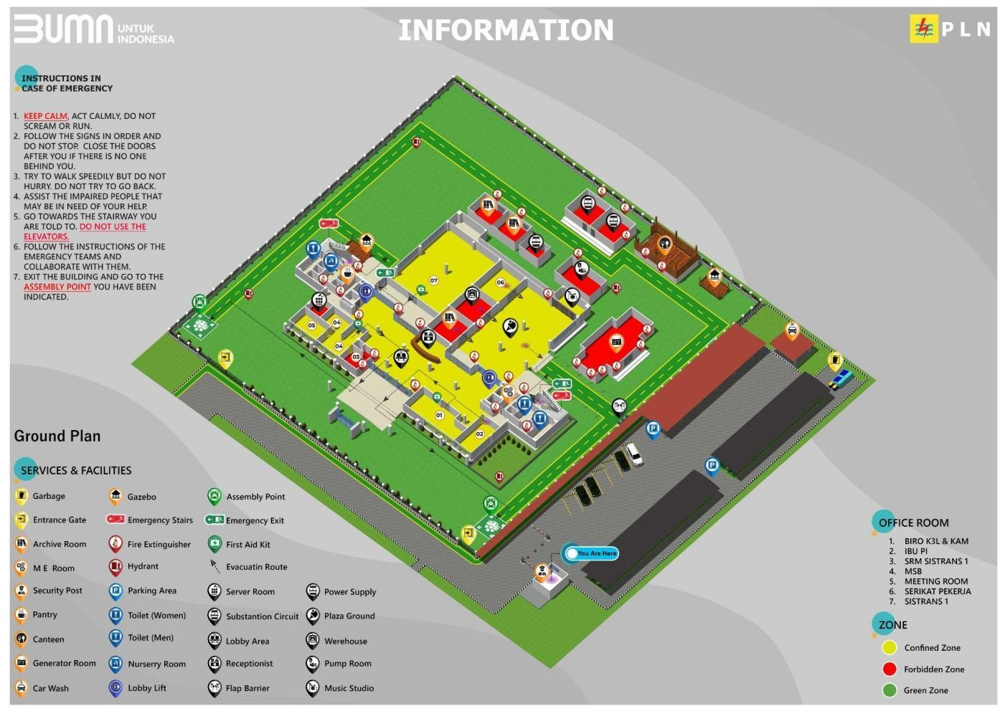 BUMN UNTUK
INDONESIA
INFORMATION
PLN
INSTRUCTIONS IN
CASE OF EMERGENCY
1. KEEP CALM, ACT CALMLY, DO NOT
SCREAM OR RUN.
2. FOLLOW THE SIGNS IN ORDER AND
DO NOT STOP. CLOSE THE DOORS
AFTER YOU IF THERE IS NO ONE
BEHIND YOU.
3. TRY TO WALK SPEEDILY BUT DO NOT
HURRY. DO NOT TRY TO GO BACK.
4. ASSIST THE IMPAIRED PEOPLE THAT
MAY BE IN NEED OF YOUR HELP.
5. GO TOWARDS THE STAIRWAY YOU
ARE TOLD TO. DO NOT USE THE
ELEVATORS.
6. FOLLOW THE INSTRUCTIONS OF THE
EMERGENCY TEAMS AND
COLLABORATE WITH THEM.
7. EXIT THE BUILDING AND GO TO THE
ASSEMBLY POINT YOU HAVE BEEN
INDICATED.
07
06
05
04
04
03
01
02
P
P
You Are Here
Ground Plan
SERVICES & FACILITIES
Garbage
Gazebo
Assembly Point
Entrance Gate
Emergency Stairs
Emergency Exit
Archive Room
Fire Extinguisher
First Aid Kit
M E Room
Hydrant
Evacuatin Route
Security Post
P
Parking Area
Server Room
Power Supply
Pantry
Toilet (Women)
Substantion Circuit
Plaza Ground
Canteen
Toilet (Men)
Lobby Area
Werehouse
Generator Room
Nurserry Room
Receptionist
Pump Room
Car Wash
Lobby Lift
Flap Barrier
Music Studio
OFFICE ROOM
1. BIRO K3L & KAM
2. IBU PI
3. SRM SISTRANS 1
4. MSB
5. MEETING ROOM
6. SERIKAT PEKERJA
7. SISTRANS 1
ZONE
Confined Zone
Forbidden Zone
Green Zone